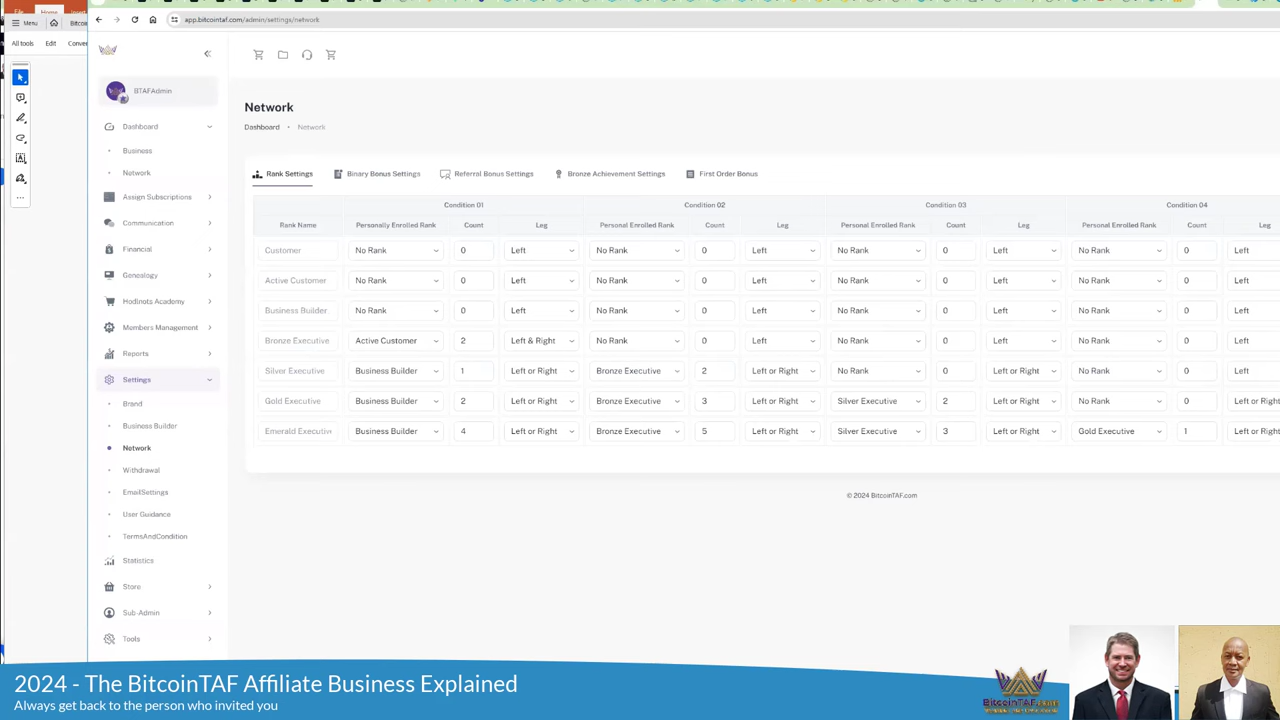 File Home Insert
Menu Bitcoi
app.bitcointaf.com/admin/settings/network
All tools Edit Conver
BTAFAdmin
Dashboard
Business
Network
Assign Subscriptions
Communication
Financial
Genealogy
Hodlnots Academy
Members Management
Reports
Settings
Brand
Business Builder
Network
Withdrawal
EmailSettings
User Guidance
TermsAndCondition
Statistics
Store
Sub-Admin
Tools
Network
Dashboard • Network
Rank Settings Binary Bonus Settings Referral Bonus Settings Bronze Achievement Settings First Order Bonus
Condition 01 Condition 02 Condition 03 Condition 04
Rank Name Personally Enrolled Rank Count Leg Personal Enrolled Rank Count Leg Personal Enrolled Rank Count Leg Personal Enrolled Rank Count Leg
Customer No Rank 0 Left No Rank 0 Left No Rank 0 Left No Rank 0 Left
Active Customer No Rank 0 Left No Rank 0 Left No Rank 0 Left No Rank 0 Left
Business Builder No Rank 0 Left No Rank 0 Left No Rank 0 Left No Rank 0 Left
Bronze Executive Active Customer 2 Left & Right No Rank 0 Left No Rank 0 Left No Rank 0 Left
Silver Executive Business Builder 1 Left or Right Bronze Executive 2 Left or Right No Rank 0 Left or Right No Rank 0 Left
Gold Executive Business Builder 2 Left or Right Bronze Executive 3 Left or Right Silver Executive 2 Left or Right No Rank 0 Left or Righ
Emerald Executiv Business Builder 4 Left or Right Bronze Executive 5 Left or Right Silver Executive 3 Left or Right Gold Executive 1 Left or Righ
© 2024 BitcoinTAF.com
2024 - The BitcoinTAF Affiliate Business Explained
Always get back to the person who invited you
BitcoinTAF.com